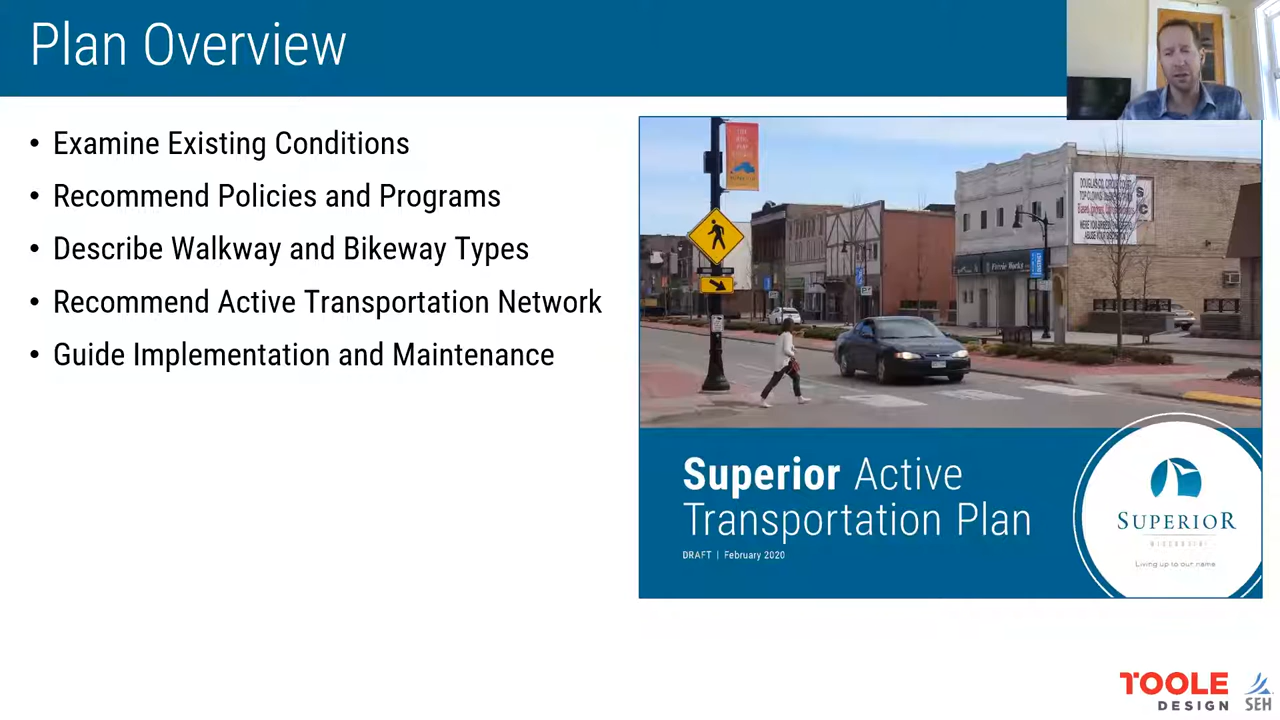 Plan Overview
• Examine Existing Conditions
• Recommend Policies and Programs
• Describe Walkway and Bikeway Types
• Recommend Active Transportation Network
• Guide Implementation and Maintenance
Superior Active
Transportation Plan
DRAFT | February 2020
SUPERIOR
WISCONSIN
Living up to our name
TOOLE
DESIGN
SEH